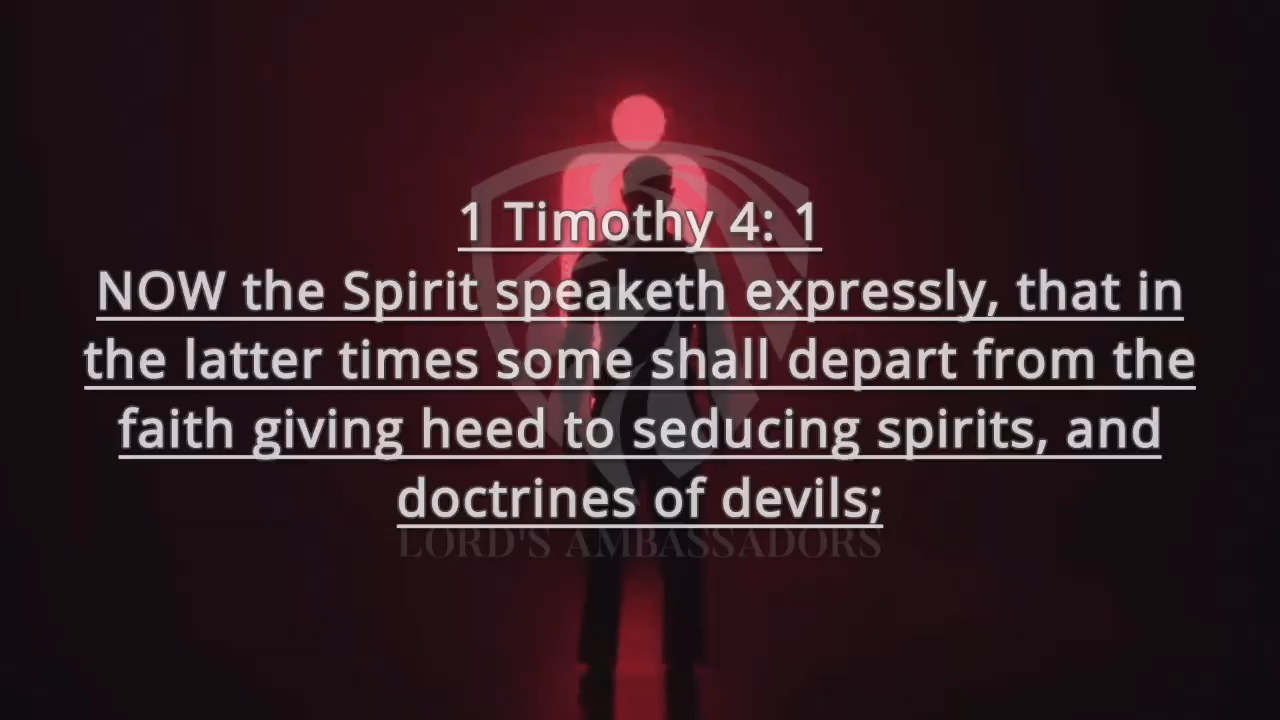 1 Timothy 4: 1
NOW the Spirit speaketh expressly, that in
the latter times some shall depart from the
faith giving heed to seducing spirits, and
doctrines of devils;
LORD'S AMBASSADORS